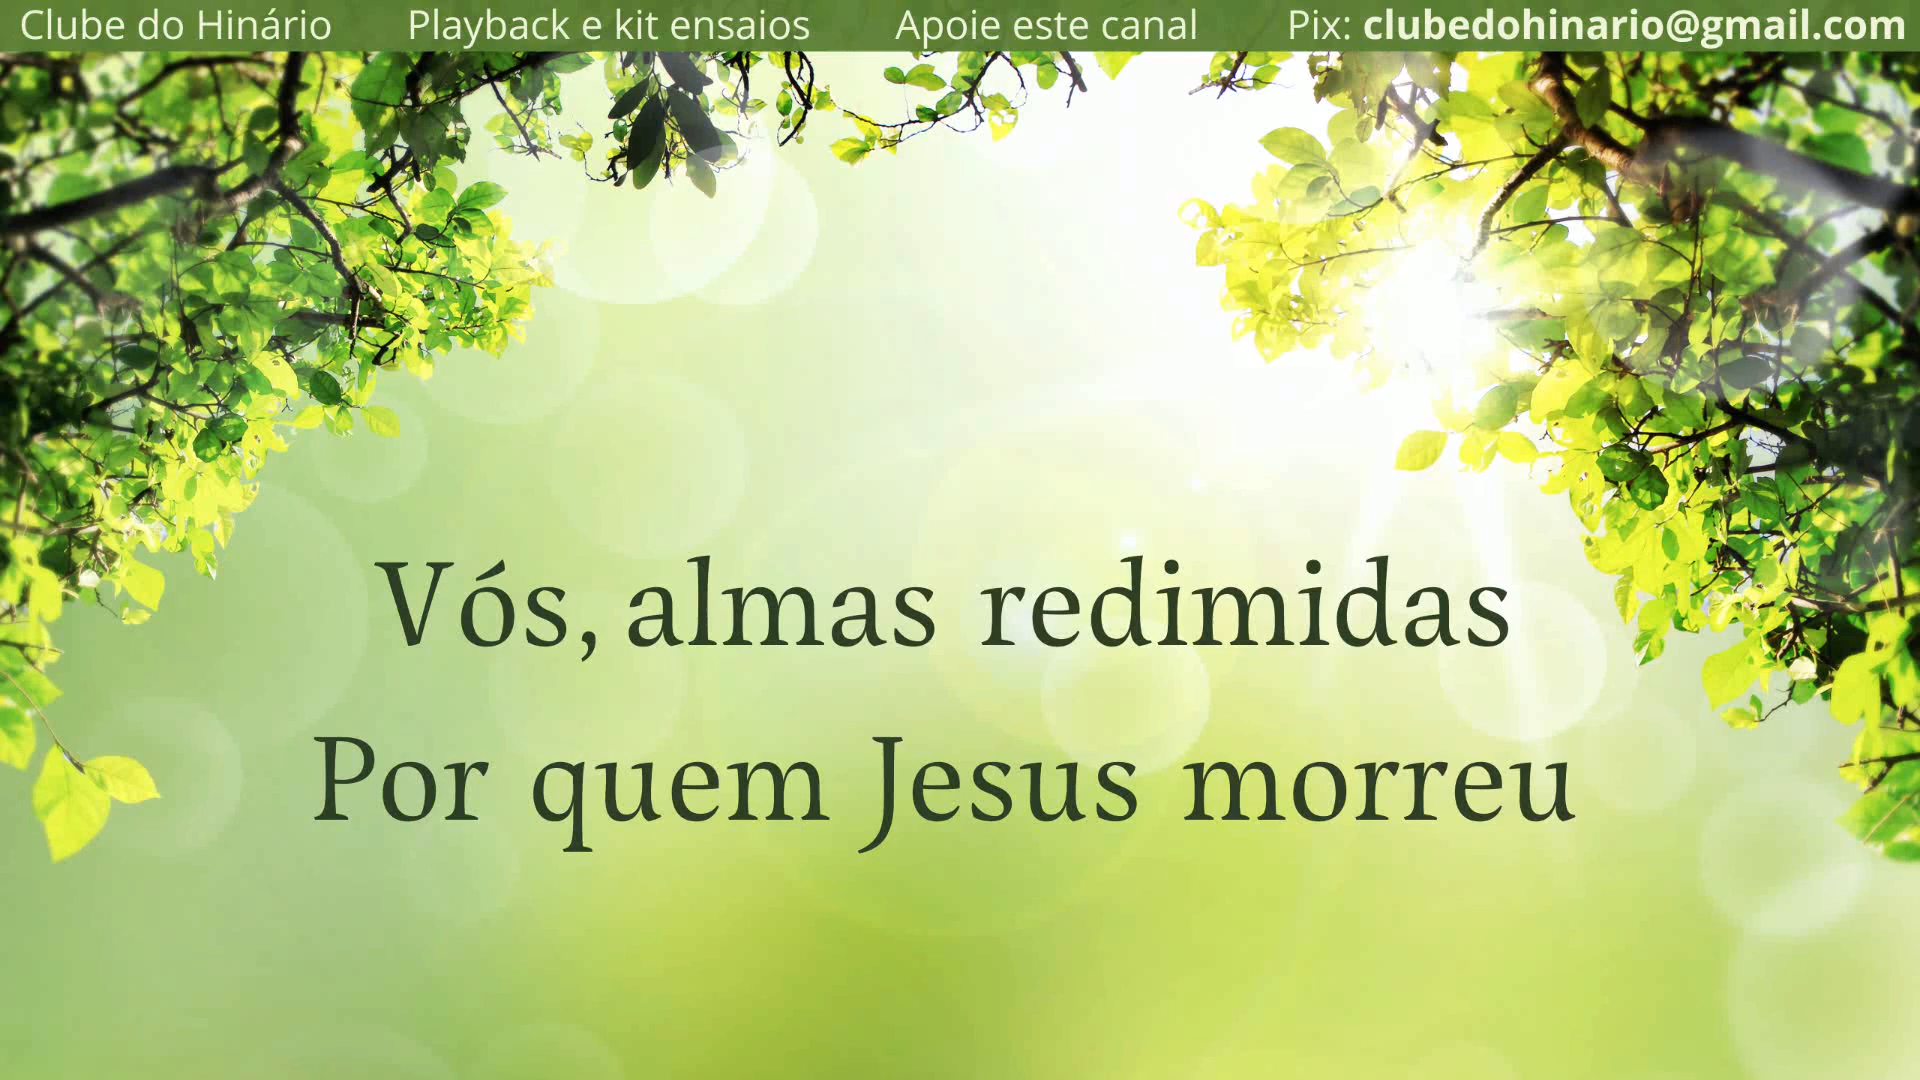 Clube do Hinário Playback e kit ensaios Apoie este canal Pix: clubedohinario@gmail.com
Vós, almas redimidas
Por quem Jesus morreu